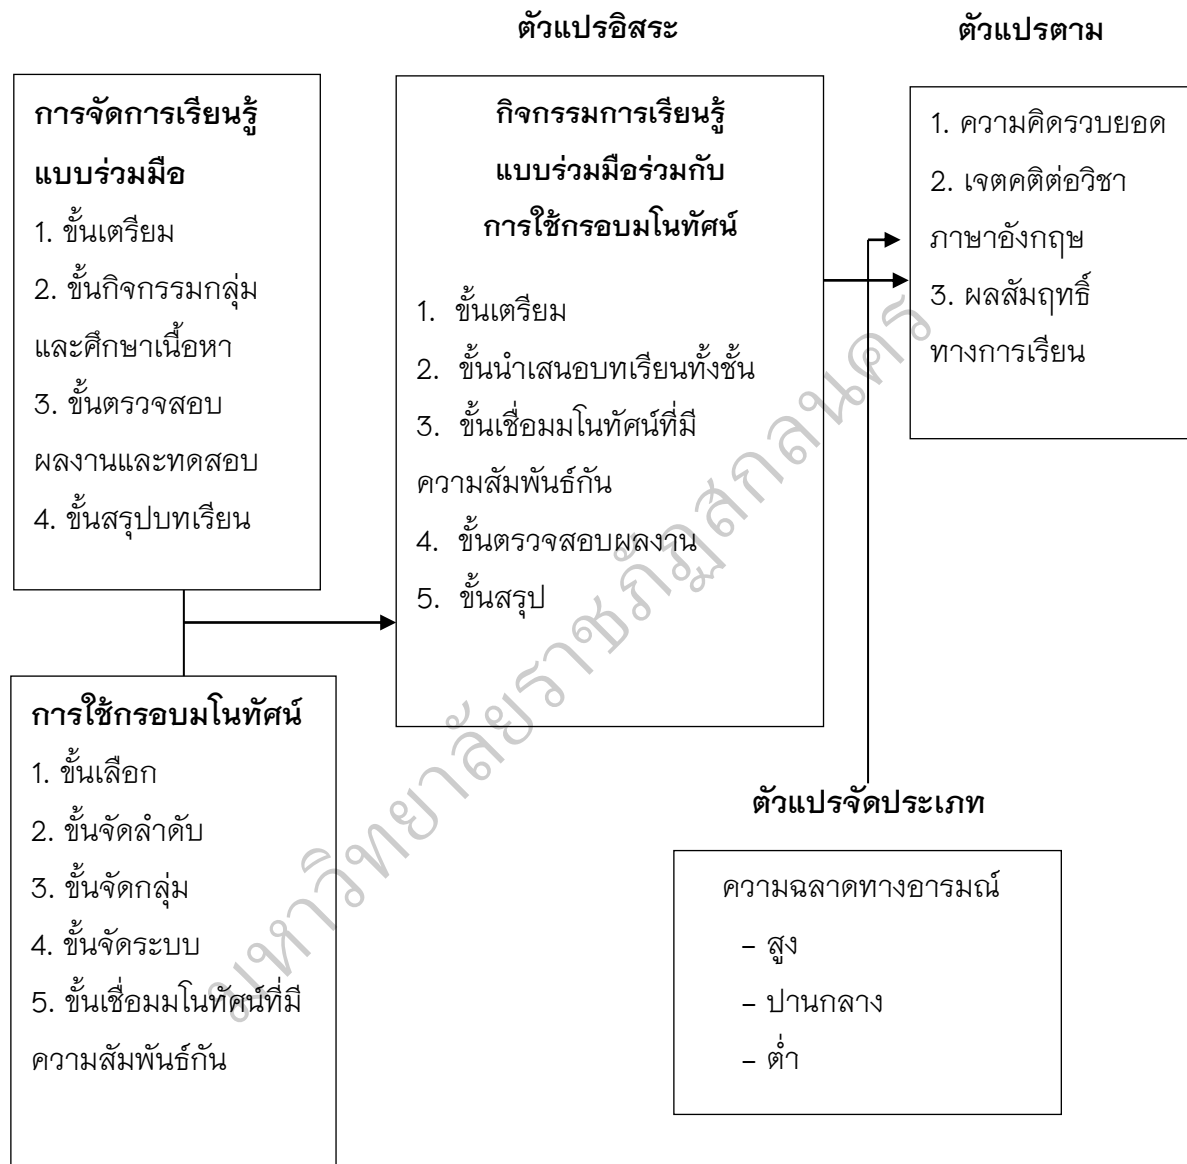 ตัวแปรอิสระ
ตัวแปรตาม
การจัดการเรียนรู้
แบบร่วมมือ
1. ขั้นเตรียม
2. ขั้นกิจกรรมกลุ่ม
และศึกษาเนื้อหา
3. ขั้นตรวจสอบ
ผลงานและทดสอบ
4. ขั้นสรุปบทเรียน
การใช้กรอบมโนทัศน์
1. ขั้นเลือก
2. ขั้นจัดลำดับ
3. ขั้นจัดกลุ่ม
4. ขั้นจัดระบบ
5. ขั้นเชื่อมมโนทัศน์ที่มี
ความสัมพันธ์กัน
กิจกรรมการเรียนรู้
แบบร่วมมือร่วมกับ
การใช้กรอบมโนทัศน์
1. ขั้นเตรียม
2. ขั้นนำเสนอบทเรียนทั้งชั้น
3. ขั้นเชื่อมมโนทัศน์ที่มี
ความสัมพันธ์กัน
4. ขั้นตรวจสอบผลงาน
5. ขั้นสรุป
1. ความคิดรวบยอด
2. เจตคติต่อวิชา
ภาษาอังกฤษ
3. ผลสัมฤทธิ์
ทางการเรียน
ตัวแปรจัดประเภท
ความฉลาดทางอารมณ์
– สูง
– ปานกลาง
– ต่ำ
มหาวิทยาลัยราชภัฏสกลนคร